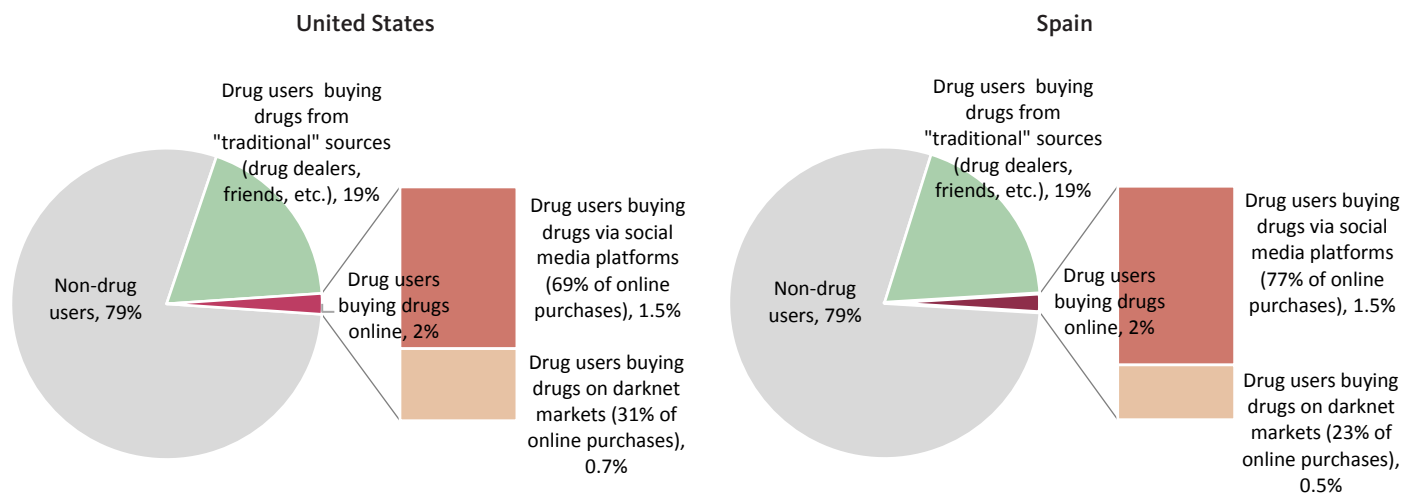 United States
Drug users  buying
drugs from
"traditional" sources
(drug dealers,
friends, etc.), 19%
Non-drug
users, 79%
Drug users
buying drugs
online, 2%
Drug users buying
drugs via social
media platforms
(69% of online
purchases), 1.5%
Drug users buying
drugs on darknet
markets (31% of
online purchases),
0.7%
Spain
Drug users  buying
drugs from
"traditional" sources
(drug dealers,
friends, etc.), 19%
Non-drug
users, 79%
Drug users
buying drugs
online, 2%
Drug users buying
drugs via social
media platforms
(77% of online
purchases), 1.5%
Drug users buying
drugs on darknet
markets (23% of
online purchases),
0.5%